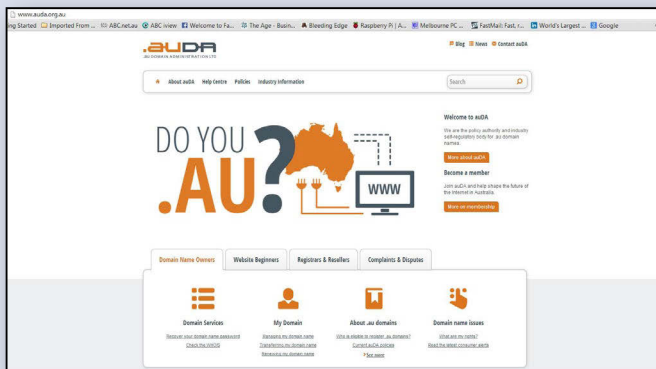 www.auda.org.au
ng Started Imported From ... ABC.net.au ABC iview Welcome to Fa... The Age - Busin... Bleeding Edge Raspberry Pi | A... Melbourne PC ... FastMail: Fast, r... World's Largest ... Google
.auDA
.AU DOMAIN ADMINISTRATION LTD
Blog News Contact auDA
About auDA Help Centre Policies Industry Information
Search
DO YOU
.AU?
WWW
Welcome to auDA
We are the policy authority and industry
self-regulatory body for .au domain
names.
More about auDA
Become a member
Join auDA and help shape the future of
the internet in Australia.
More on membership
Domain Name Owners Website Beginners Registrars & Resellers Complaints & Disputes
Domain Services My Domain About .au domains Domain name issues
Recover your domain name password Managing my domain name Who is eligible to register .au domains? What are my rights?
Check the WHOIS Transferring my domain name Current auDA policies Read the latest consumer alerts
Renewing my domain name See more